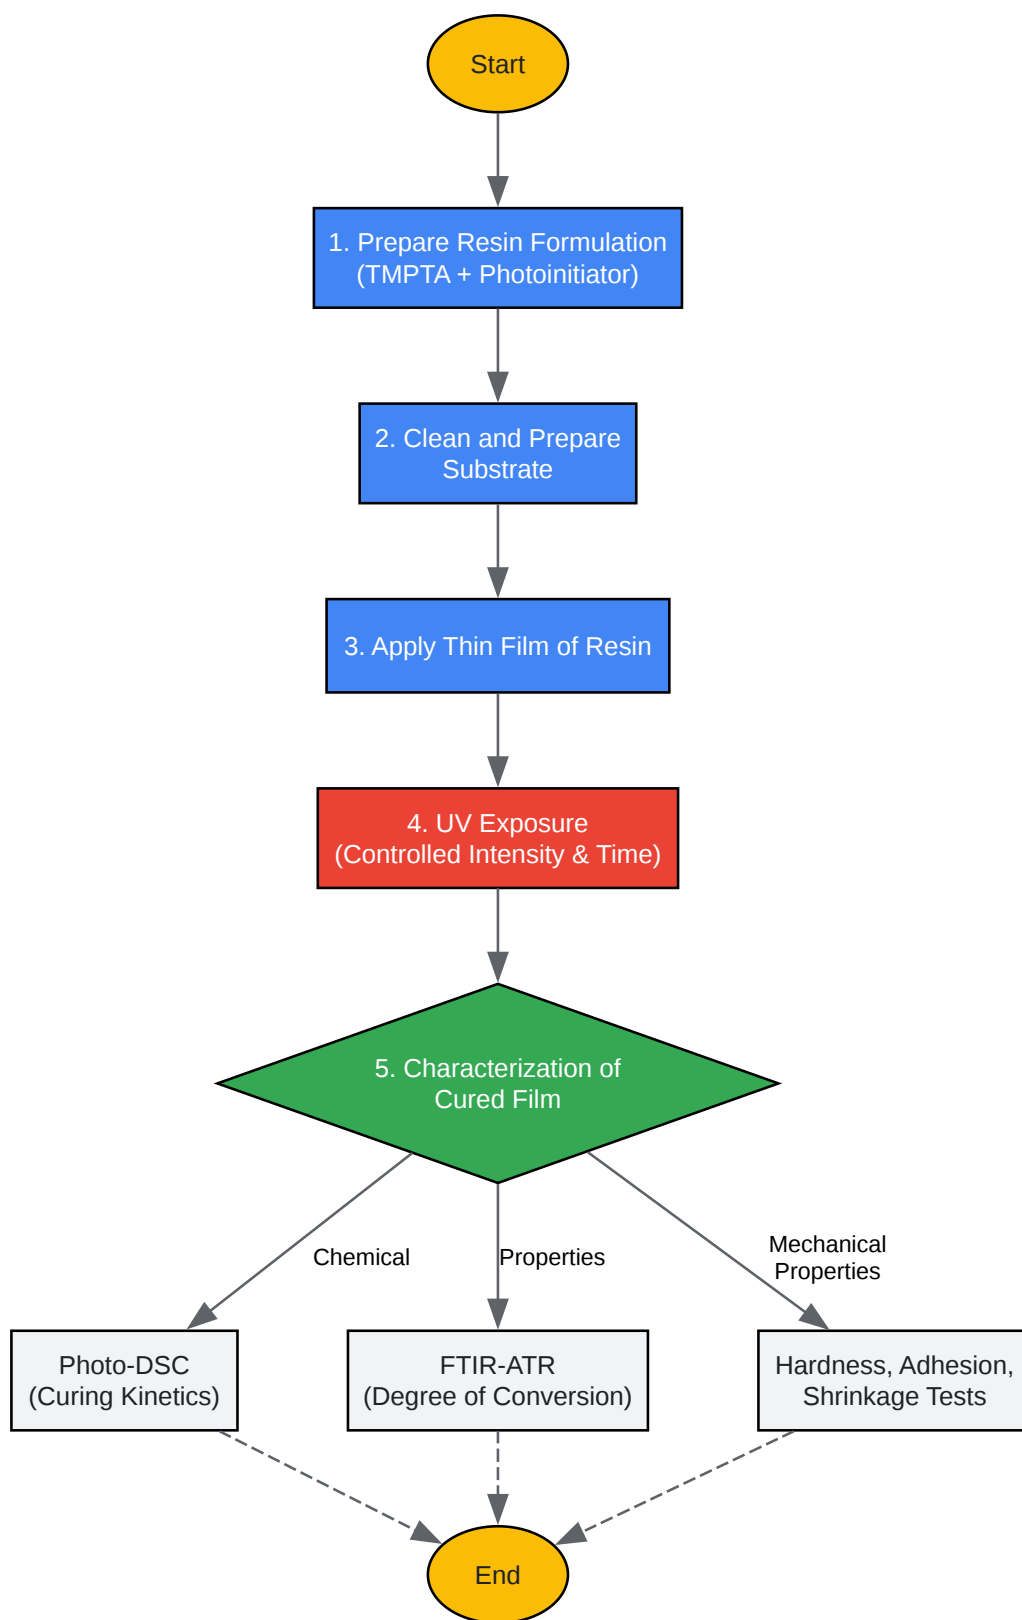 Start
1. Prepare Resin Formulation
(TMPTA + Photoinitiator)
2. Clean and Prepare
Substrate
3. Apply Thin Film of Resin
4. UV Exposure
(Controlled Intensity & Time)
5. Characterization of
Cured Film
Chemical
Properties
Mechanical
Properties
Photo-DSC
(Curing Kinetics)
FTIR-ATR
(Degree of Conversion)
Hardness, Adhesion,
Shrinkage Tests
End